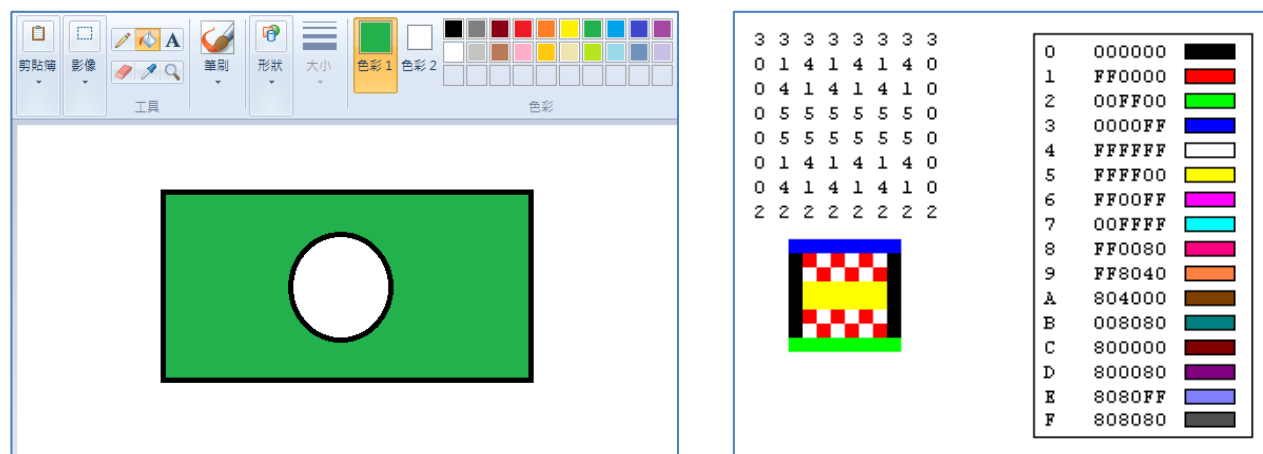 剪貼簿 影像 工具 筆刷 形狀 大小 色彩 1 色彩 2 色彩
A
3 3 3 3 3 3 3 3
0 1 4 1 4 1 4 0
0 4 1 4 1 4 1 0
0 5 5 5 5 5 5 0
0 5 5 5 5 5 5 0
0 1 4 1 4 1 4 0
0 4 1 4 1 4 1 0
2 2 2 2 2 2 2 2
0 000000
1 FF0000
2 00FF00
3 0000FF
4 FFFFFF
5 FFFF00
6 FF00FF
7 00FFFF
8 FF0080
9 FF8040
A 804000
B 008080
C 800000
D 800080
E 8080FF
F 808080